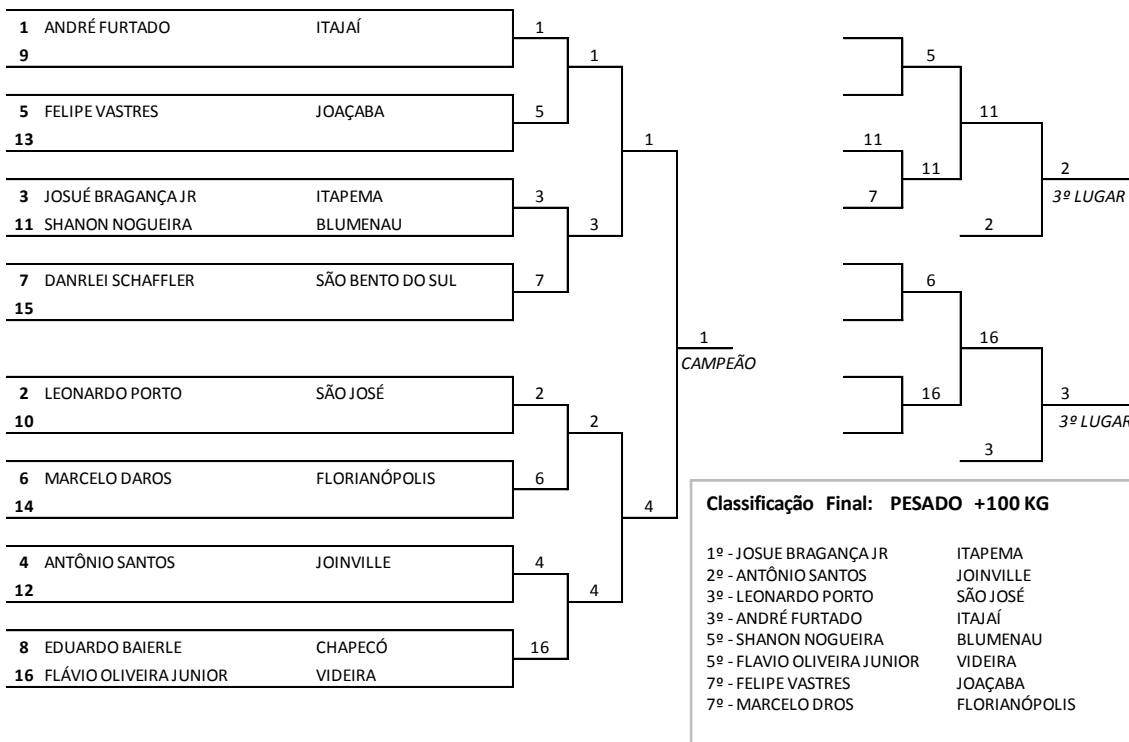 1 ANDRÉ FURTADO ITAJAÍ
9
5 FELIPE VASTRES JOAÇABA
13
3 JOSUÉ BRAGANÇA JR ITAPEMA
11 SHANON NOGUEIRA BLUMENAU
7 DANRLEI SCHAFFLER SÃO BENTO DO SUL
15
2 LEONARDO PORTO SÃO JOSÉ
10
6 MARCELO DAROS FLORIANÓPOLIS
14
4 ANTÔNIO SANTOS JOINVILLE
12
8 EDUARDO BAIERLE CHAPECÓ
16 FLÁVIO OLIVEIRA JUNIOR VIDEIRA
1
5
3
7
2
6
4
16
1
3
2
4
1
4
1
CAMPEÃO
5
11
7
11
11
2
2
3º LUGAR
6
16
16
3
3
3º LUGAR
Classificação Final: PESADO +100 KG
1º - JOSUE BRAGANÇA JR ITAPEMA
2º - ANTÔNIO SANTOS JOINVILLE
3º - LEONARDO PORTO SÃO JOSÉ
3º - ANDRÉ FURTADO ITAJAÍ
5º - SHANON NOGUEIRA BLUMENAU
5º - FLAVIO OLIVEIRA JUNIOR VIDEIRA
7º - FELIPE VASTRES JOAÇABA
7º - MARCELO DROS FLORIANÓPOLIS